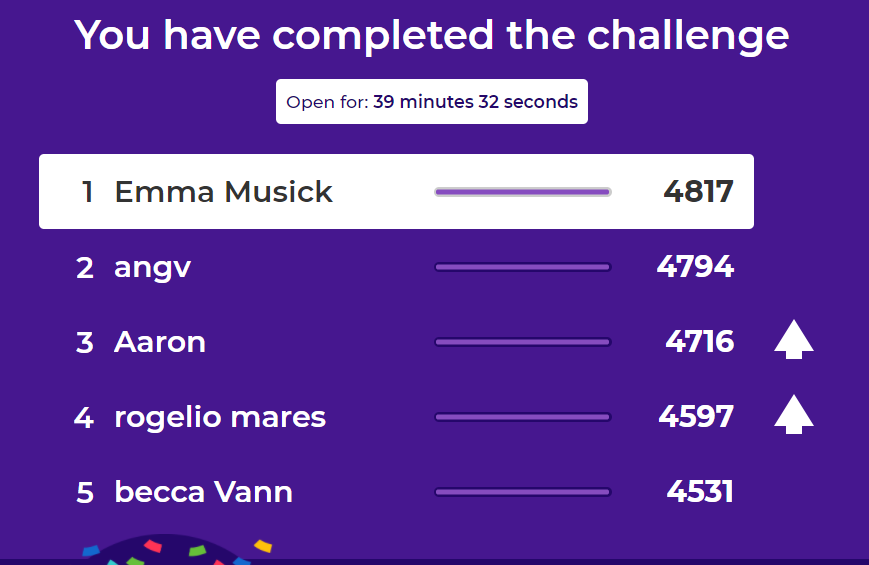 You have completed the challenge
Open for: 39 minutes 32 seconds
1 Emma Musick 4817
2 angv 4794
3 Aaron 4716
4 rogelio mares 4597
5 becca Vann 4531